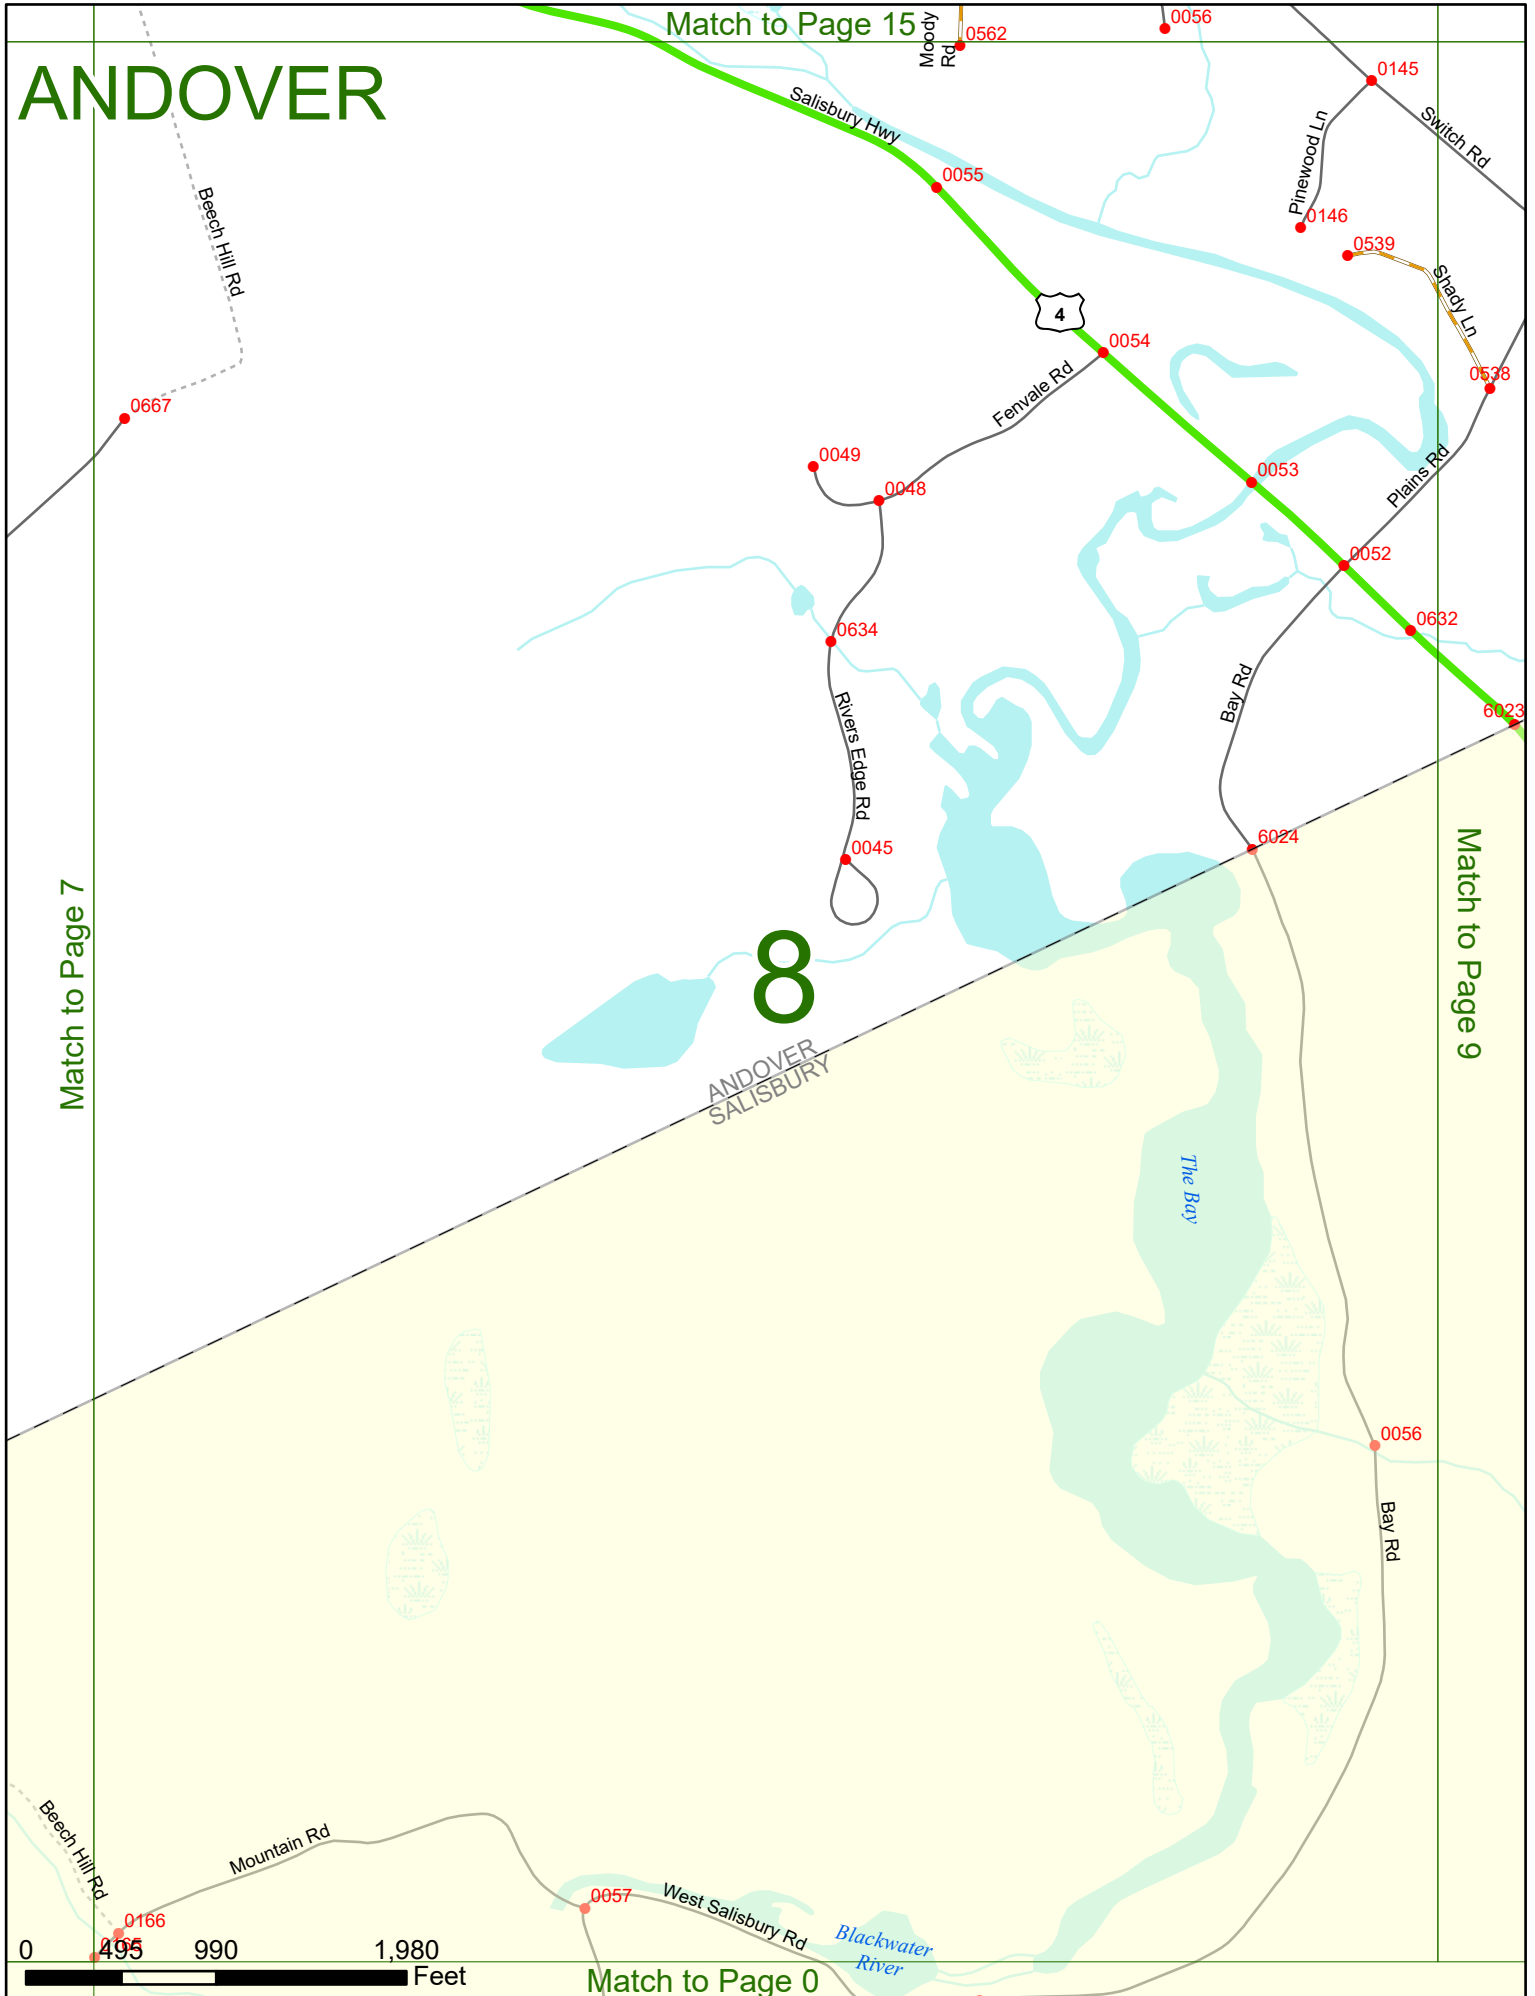 Match to Page 15
Moody
Rd
0562
0056
ANDOVER
0145
Salisbury Hwy
Switch Rd
Pinewood Ln
0055
Beech Hill Rd
0146
0539
Shady Ln
4
0054
0538
Fenvale Rd
0667
0049
0048
0053
Plains Rd
0052
0634
0632
Bay Rd
Rivers Edge Rd
6023
6024
0045
Match to Page 7
Match to Page 9
8
ANDOVER
SALISBURY
The Bay
0056
Bay Rd
Beech Hill Rd
Mountain Rd
0057
West Salisbury Rd
0166
Blackwater
River
0 495 990 1,980
Feet
Match to Page 0